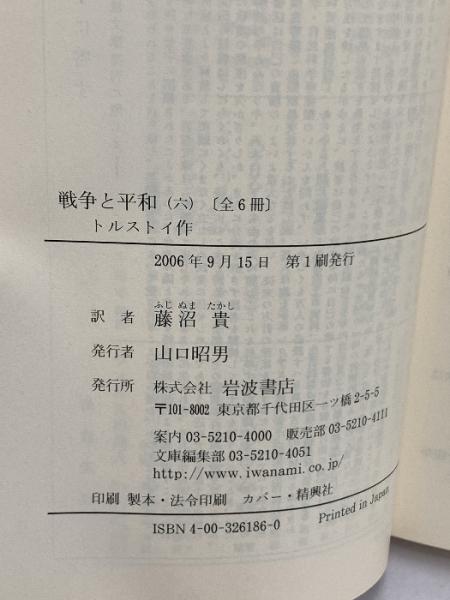 戦争と平和(六)〔全6冊〕
トルストイ作
2006年9月15日 第1刷発行
ふじ ぬま たかし
訳者 藤沼 貴
発行者 山口昭男
発行所 株式会社 岩波書店
〒101-8002 東京都千代田区一ツ橋2-5-5
案内 03-5210-4000 販売部 03-5210-4111
文庫編集部 03-5210-4051
http://www.iwanami.co.jp/
印刷 製本・法令印刷 カバー・精興社
ISBN 4-00-326186-0 Printed in Japan